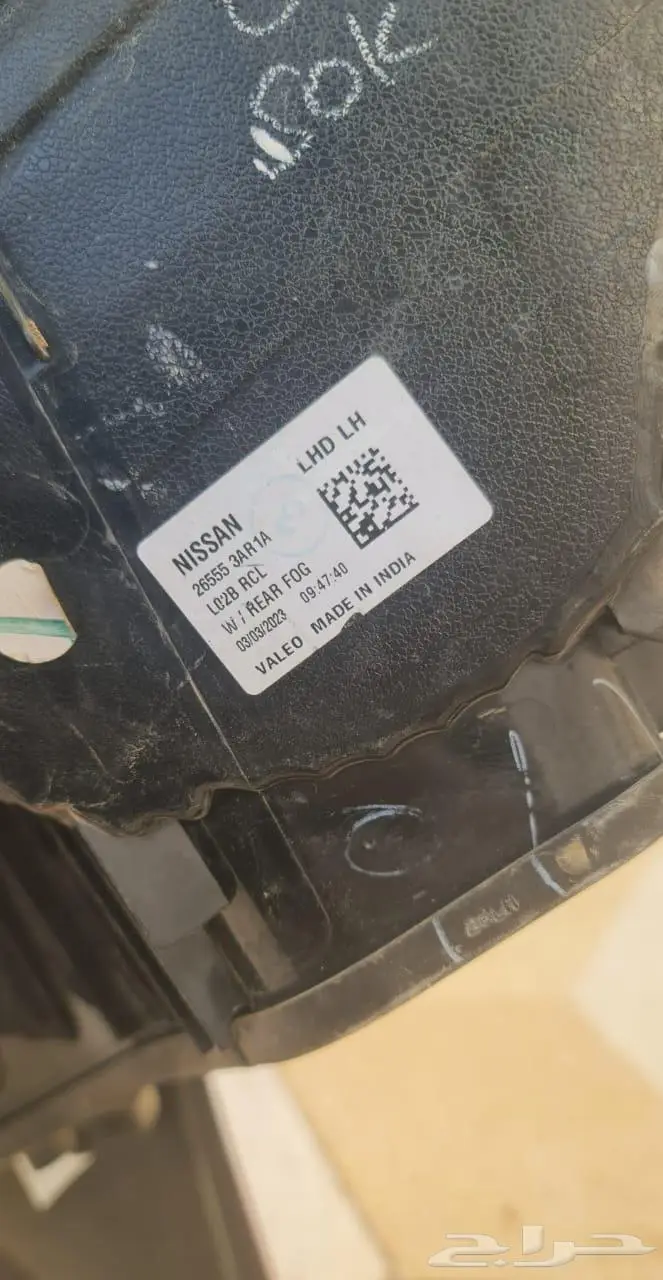 LHD LH
NISSAN
26555 3AR1A
L02B RCL
W / REAR FOG
03/03/2023 09:47:40
VALEO MADE IN INDIA
حراج